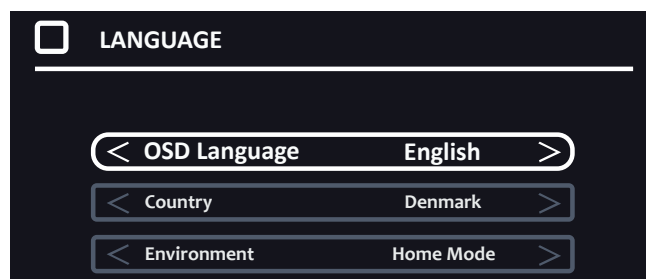 LANGUAGE
< OSD Language English >
< Country Denmark >
< Environment Home Mode >